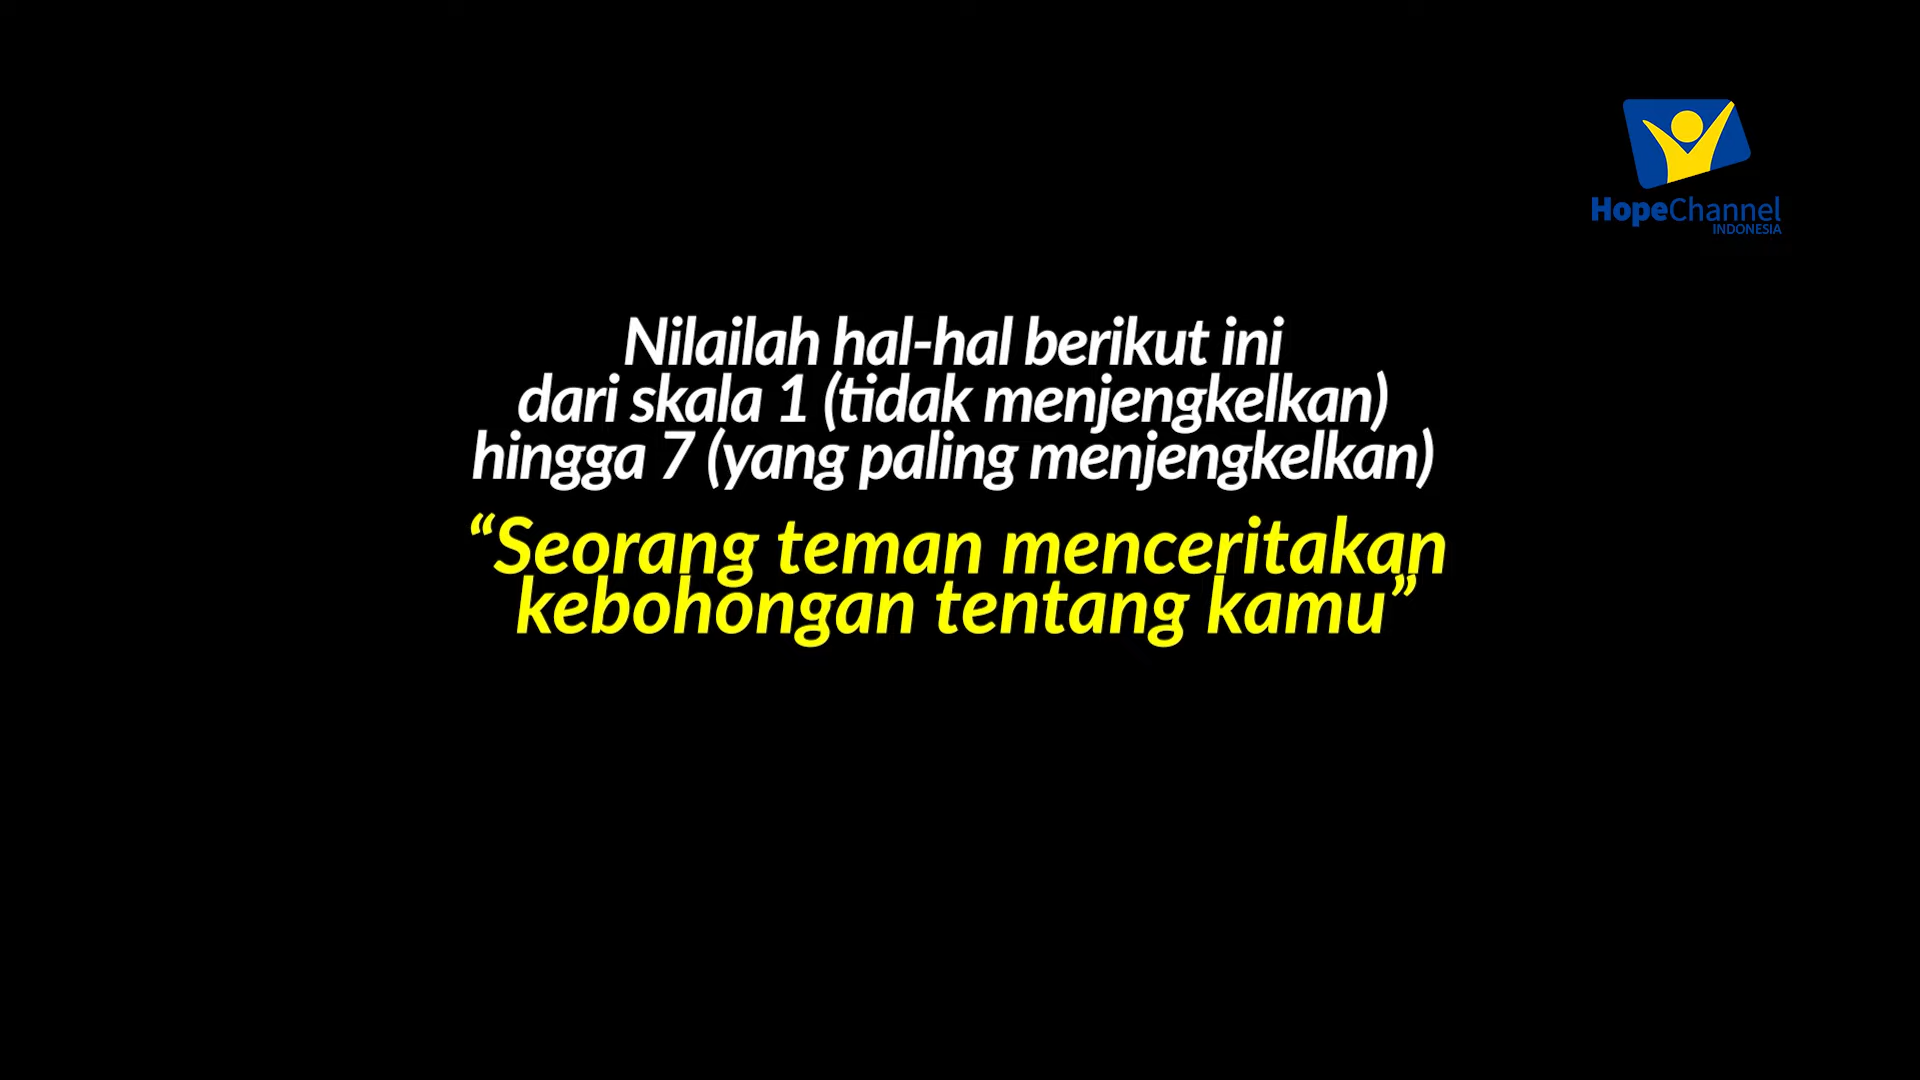 HopeChannel
INDONESIA
Nilailah hal-hal berikut ini
dari skala 1 (tidak menjengkelkan)
hingga 7 (yang paling menjengkelkan)
“Seorang teman menceritakan
kebohongan tentang kamu”